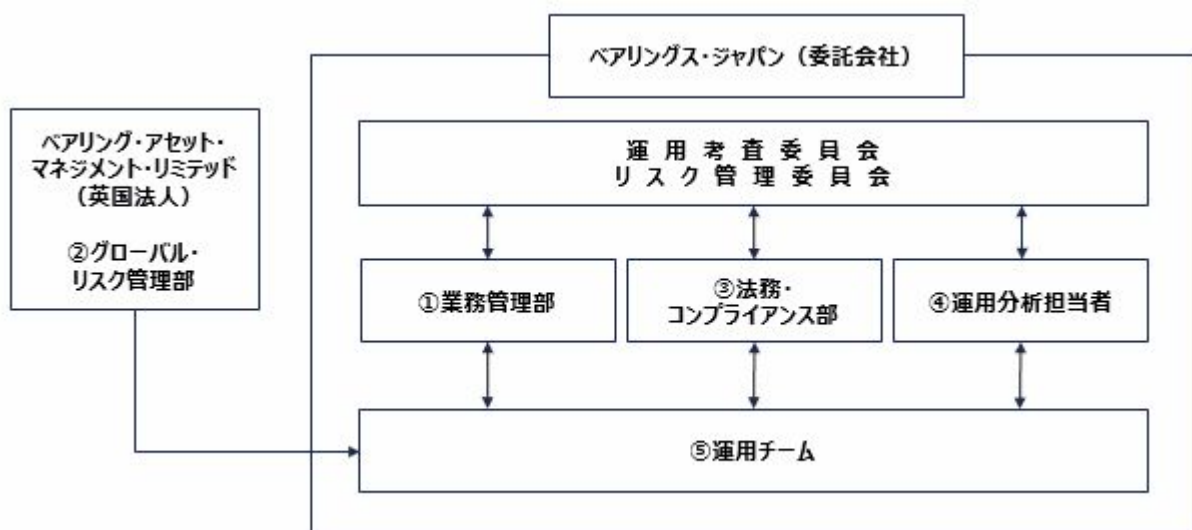 ベアリングス・ジャパン（委託会社）
ベアリング・アセット・
マネジメント・リミテッド
（英国法人）
②グローバル・
リスク管理部
運 用 考 査 委 員 会
リ ス ク 管 理 委 員 会
①業務管理部
③法務・
コンプライアンス部
④運用分析担当者
⑤運用チーム